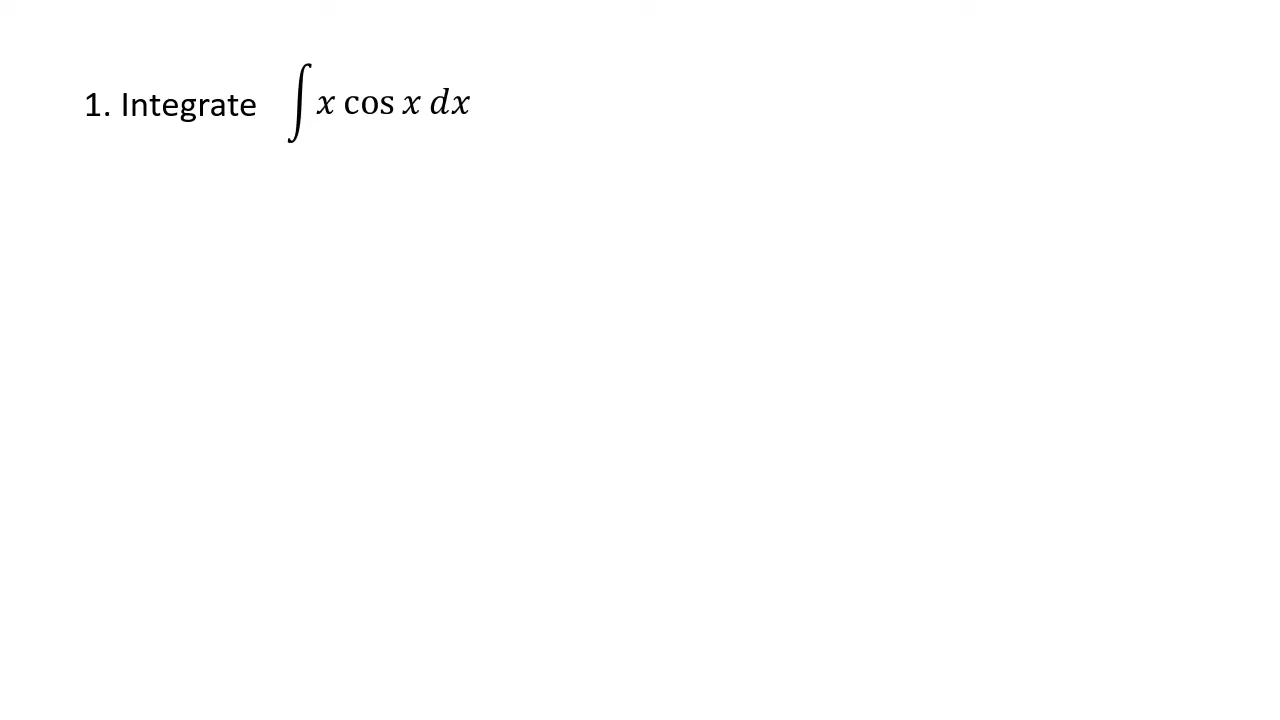 1. Integrate ∫ x cos x dx